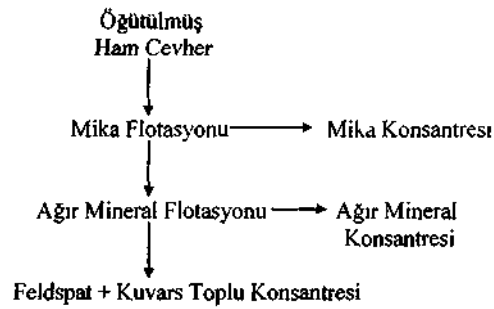 Öğütülmüş
Ham Cevher
Mika Flotasyonu
Mika Konsantresi
Ağır Mineral Flotasyonu
Ağır Mineral
Konsantresi
Feldspat + Kuvars Toplu Konsantresi